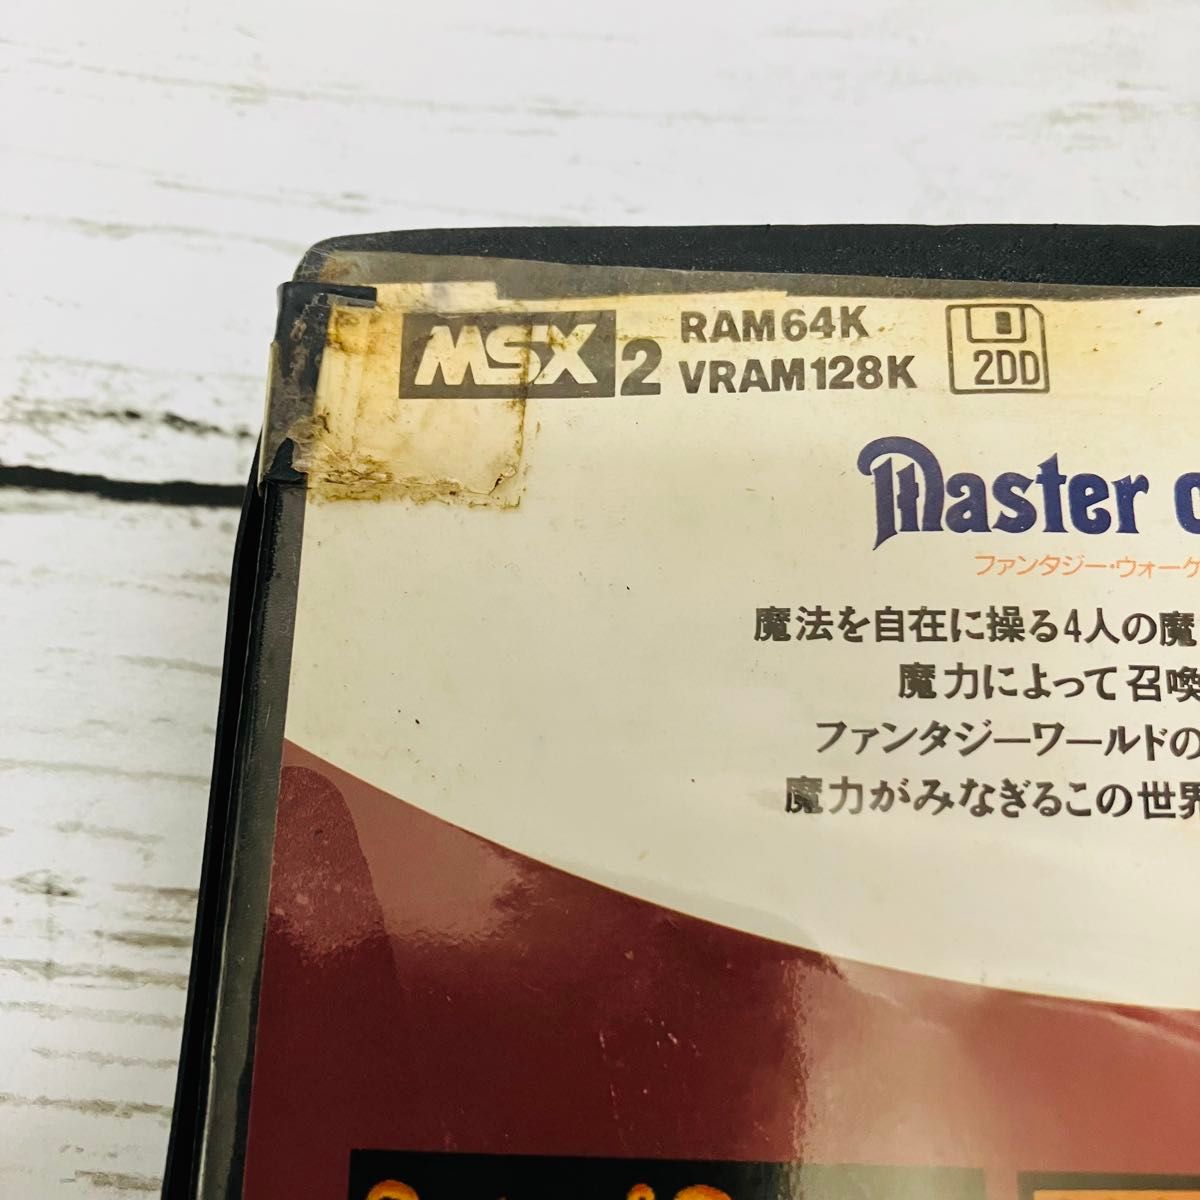 MSX2 RAM64K
VRAM128K
2DD
Master
ファンタジー・ウォーゲ
魔法を自在に操る4人の魔
魔力によって召喚
ファンタジーワールドの
魔力がみなぎるこの世界